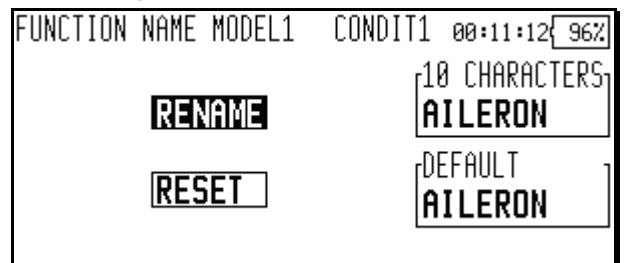 FUNCTION NAME MODEL1 CONDIT1 00:11:12 96%
10 CHARACTERS
RENAME AILERON
DEFAULT
RESET AILERON